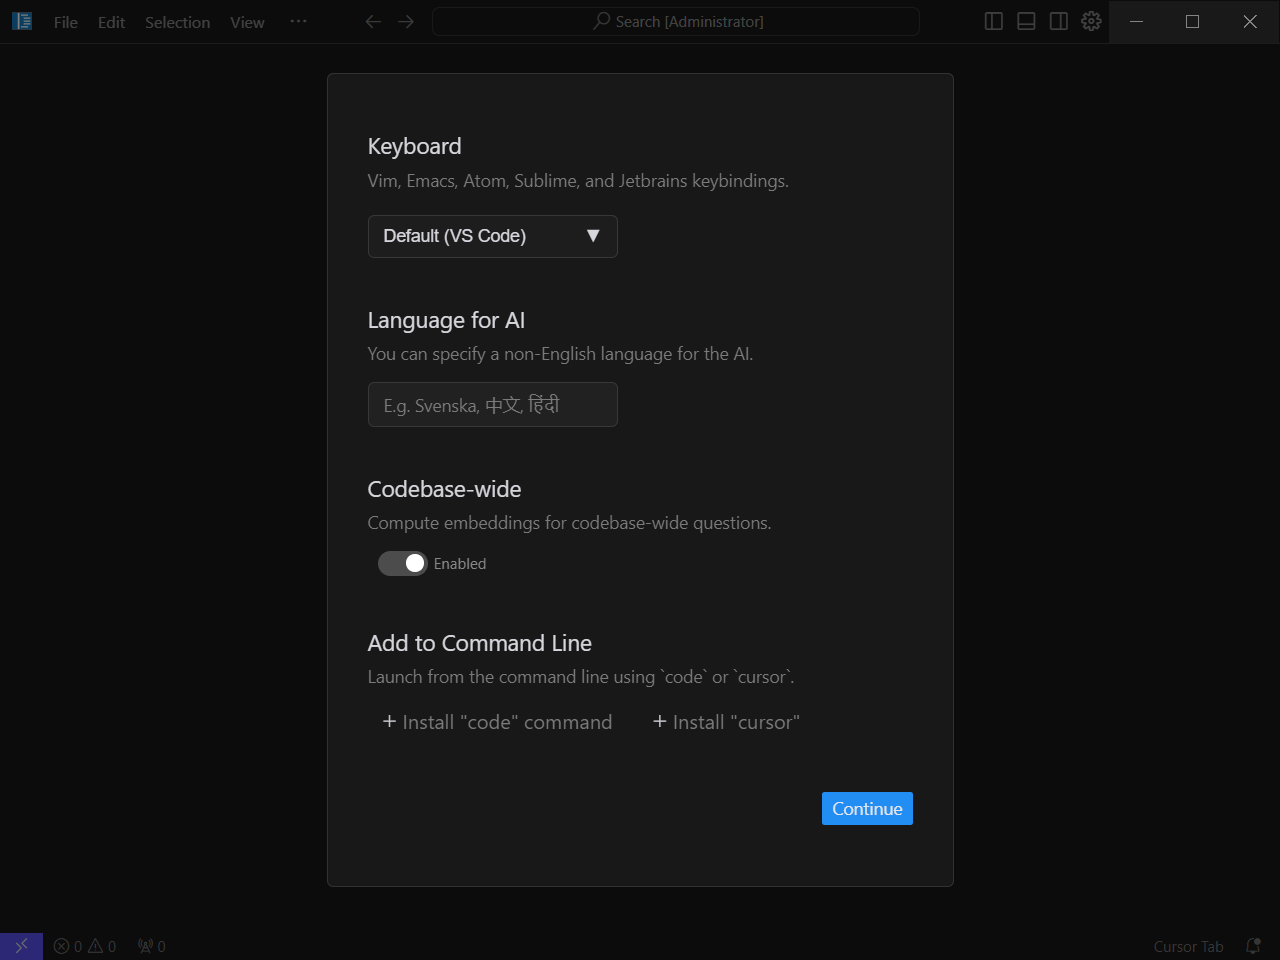 File Edit Selection View ··· Search [Administrator]
Keyboard
Vim, Emacs, Atom, Sublime, and Jetbrains keybindings.
Default (VS Code)
Language for AI
You can specify a non-English language for the AI.
E.g. Svenska, 中文, हिंदी
Codebase-wide
Compute embeddings for codebase-wide questions.
Enabled
Add to Command Line
Launch from the command line using `code` or `cursor`.
+ Install "code" command + Install "cursor"
Continue
0 0 0 Cursor Tab